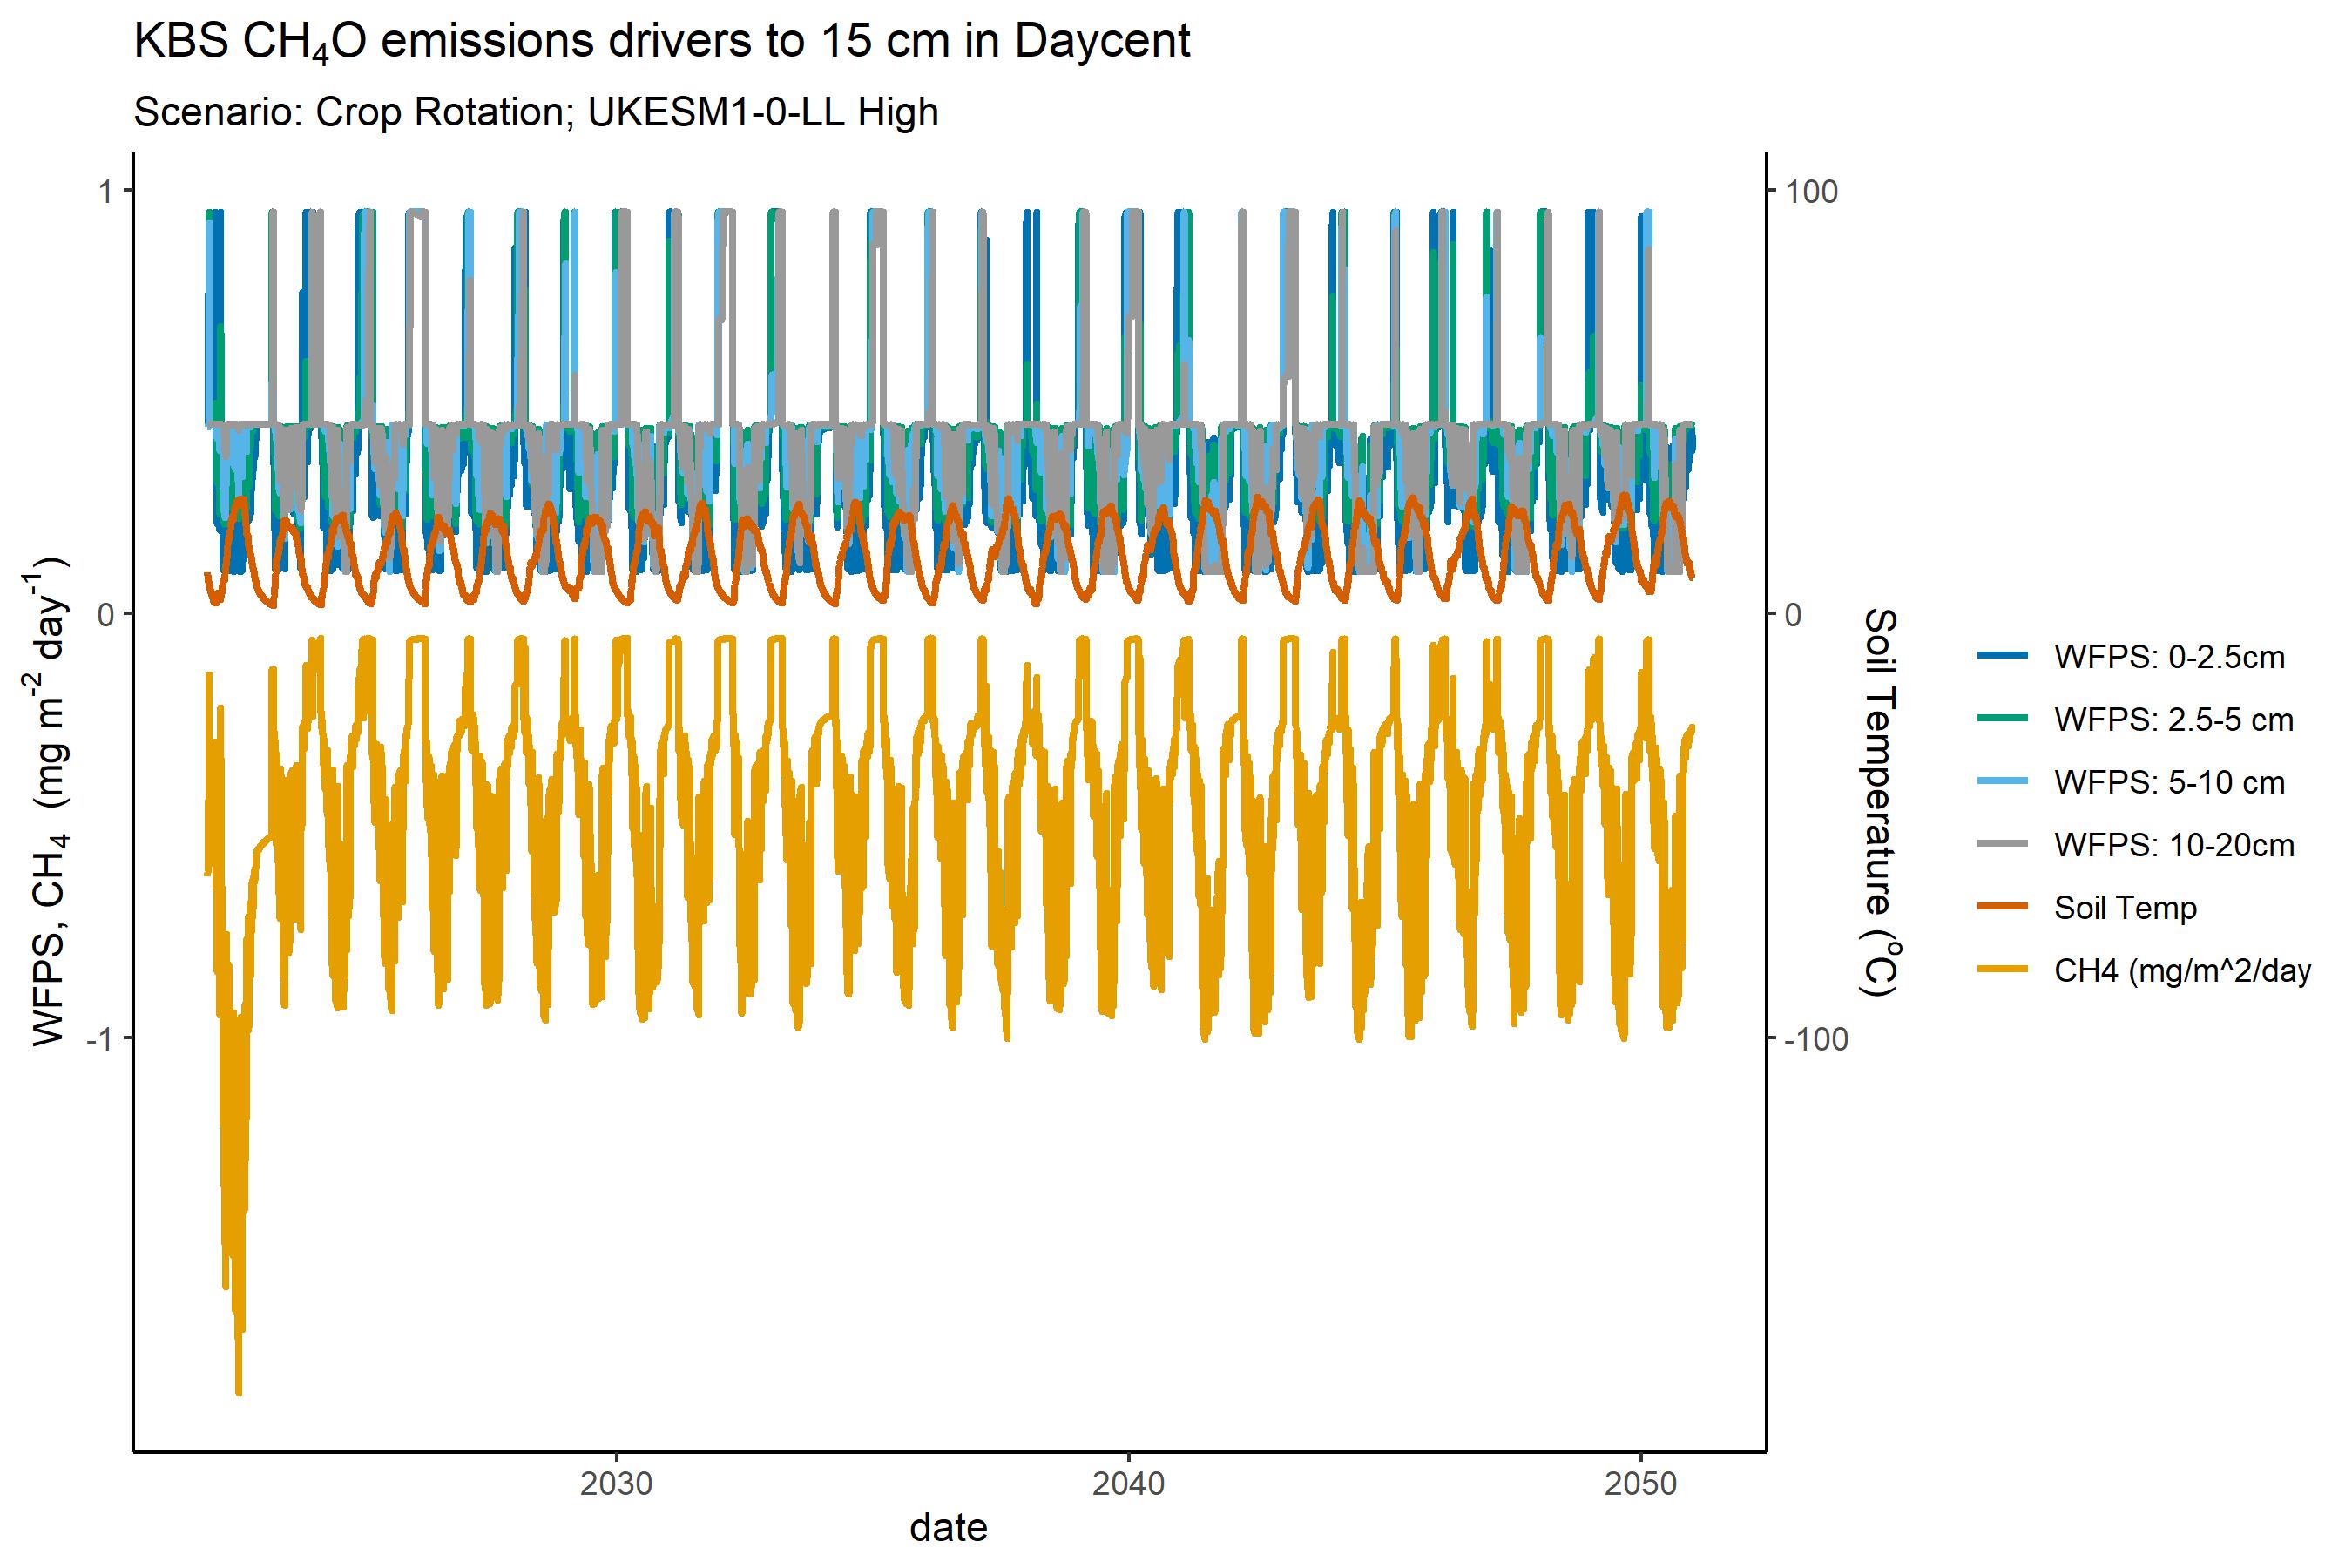 KBS CH₄O emissions drivers to 15 cm in Daycent
Scenario: Crop Rotation; UKESM1-0-LL High
1
0
-1
WFPS, CH₄ (mg m⁻² day⁻¹)
100
0
-100
Soil Temperature (ºC)
2030
2040
2050
date
WFPS: 0-2.5cm
WFPS: 2.5-5 cm
WFPS: 5-10 cm
WFPS: 10-20cm
Soil Temp
CH4 (mg/m^2/day